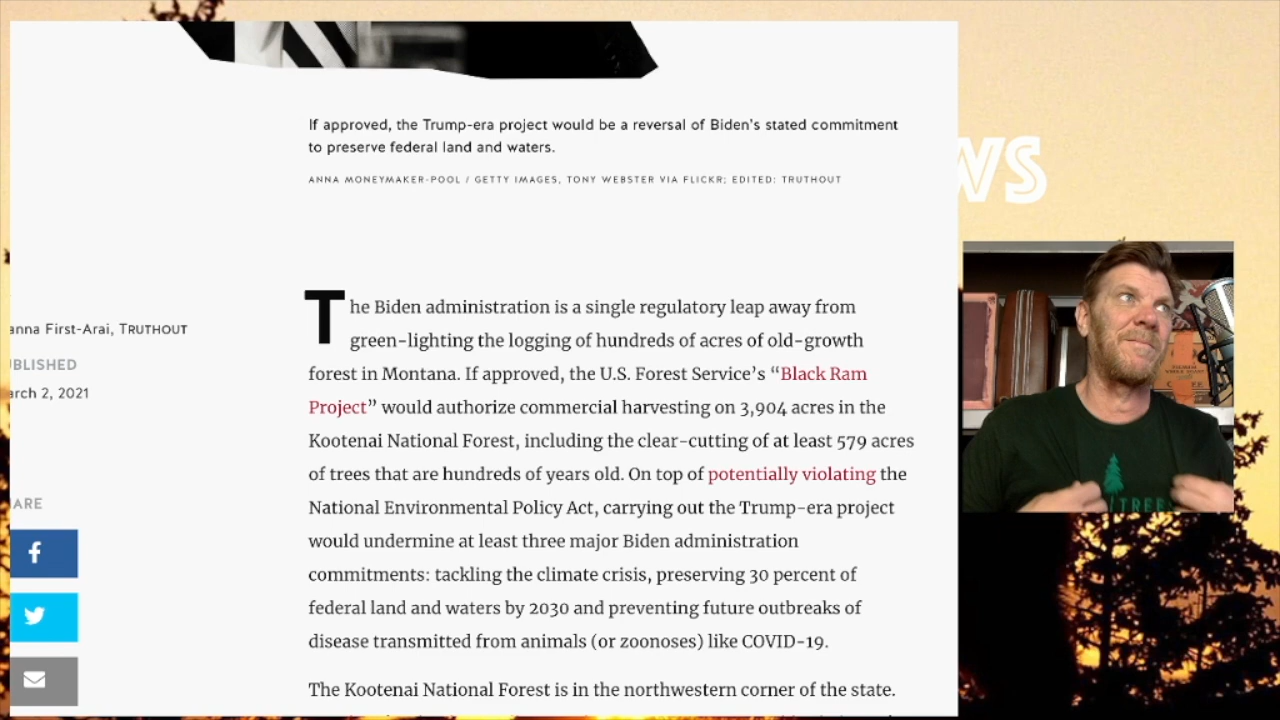 If approved, the Trump-era project would be a reversal of Biden's stated commitment
to preserve federal land and waters.
ANNA MONEYMAKER-POOL / GETTY IMAGES, TONY WEBSTER VIA FLICKR; EDITED: TRUTHOUT
WS
anna First-Arai, TRUTHOUT
UBLISHED
arch 2, 2021
ARE
The Biden administration is a single regulatory leap away from
green-lighting the logging of hundreds of acres of old-growth
forest in Montana. If approved, the U.S. Forest Service's “Black Ram
Project” would authorize commercial harvesting on 3,904 acres in the
Kootenai National Forest, including the clear-cutting of at least 579 acres
of trees that are hundreds of years old. On top of potentially violating the
National Environmental Policy Act, carrying out the Trump-era project
would undermine at least three major Biden administration
commitments: tackling the climate crisis, preserving 30 percent of
federal land and waters by 2030 and preventing future outbreaks of
disease transmitted from animals (or zoonoses) like COVID-19.
The Kootenai National Forest is in the northwestern corner of the state.
TREES